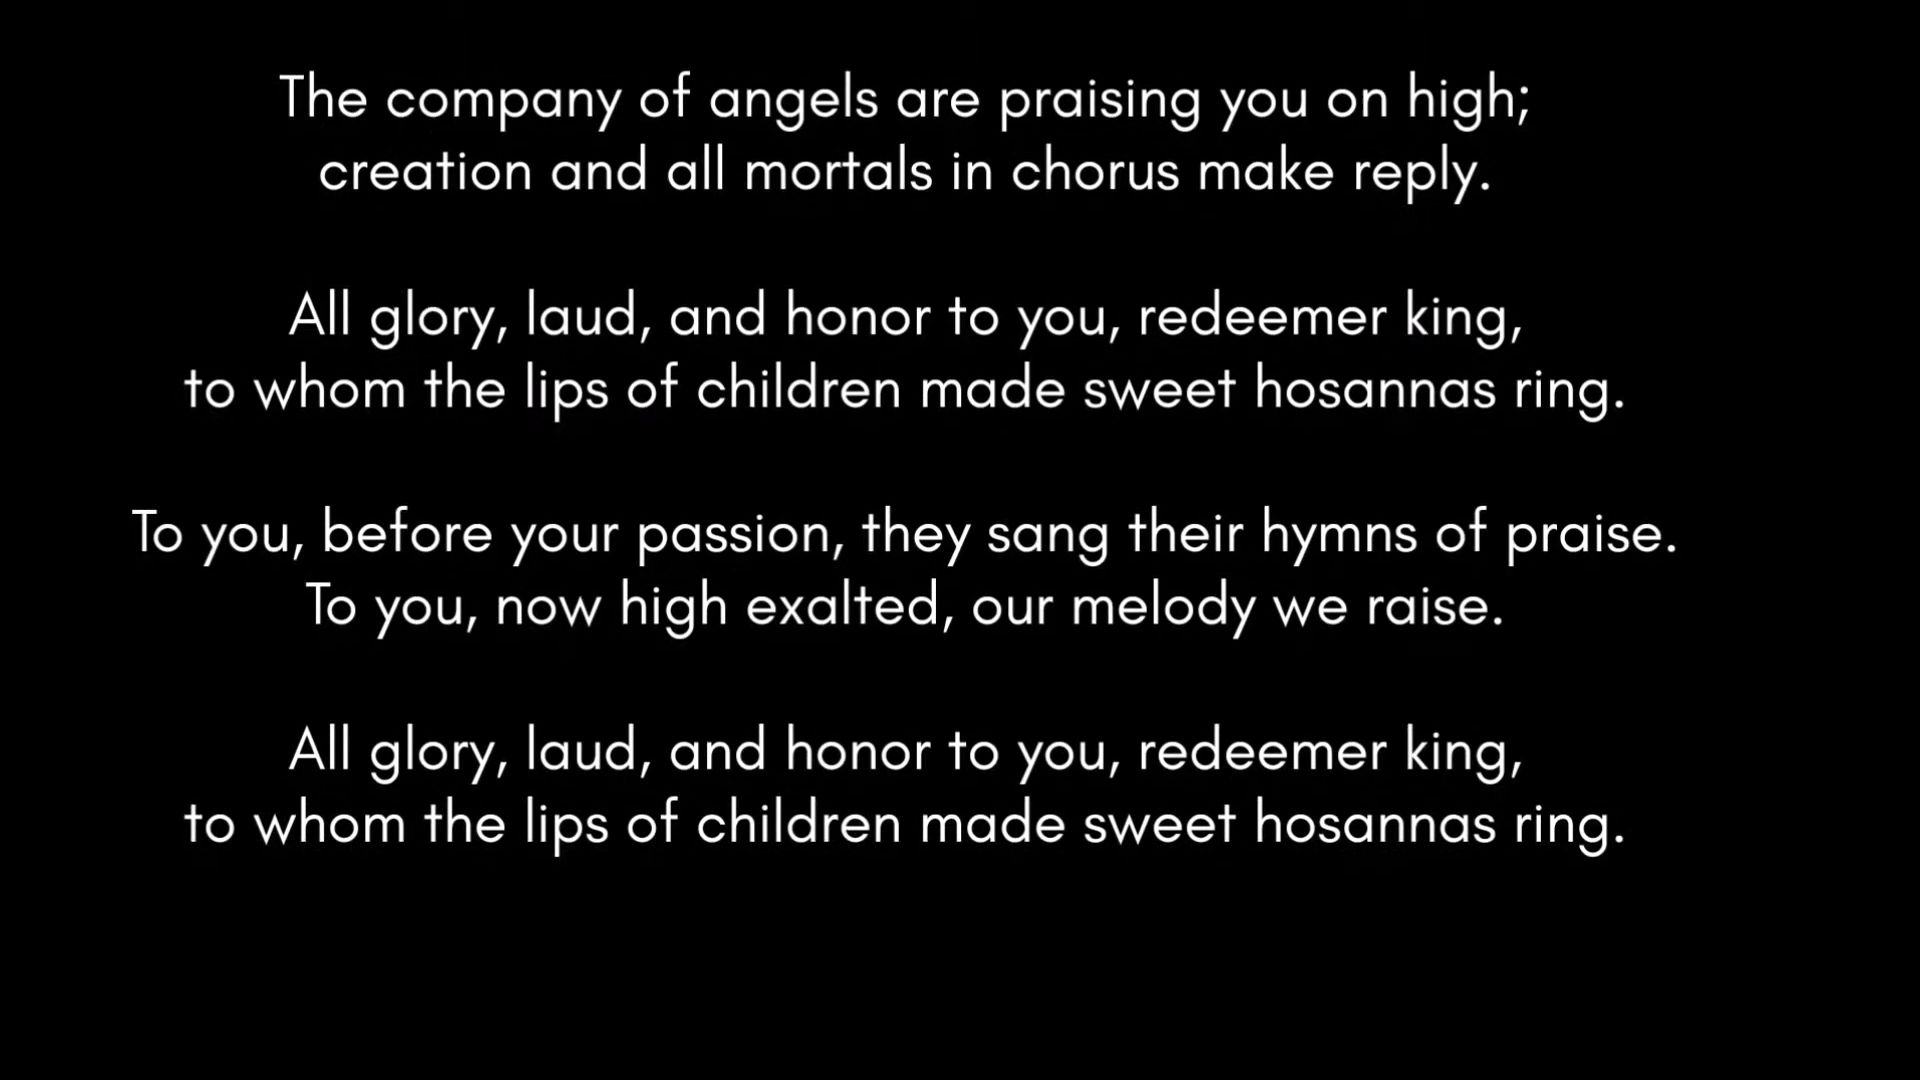 The company of angels are praising you on high;
creation and all mortals in chorus make reply.
All glory, laud, and honor to you, redeemer king,
to whom the lips of children made sweet hosannas ring.
To you, before your passion, they sang their hymns of praise.
To you, now high exalted, our melody we raise.
All glory, laud, and honor to you, redeemer king,
to whom the lips of children made sweet hosannas ring.